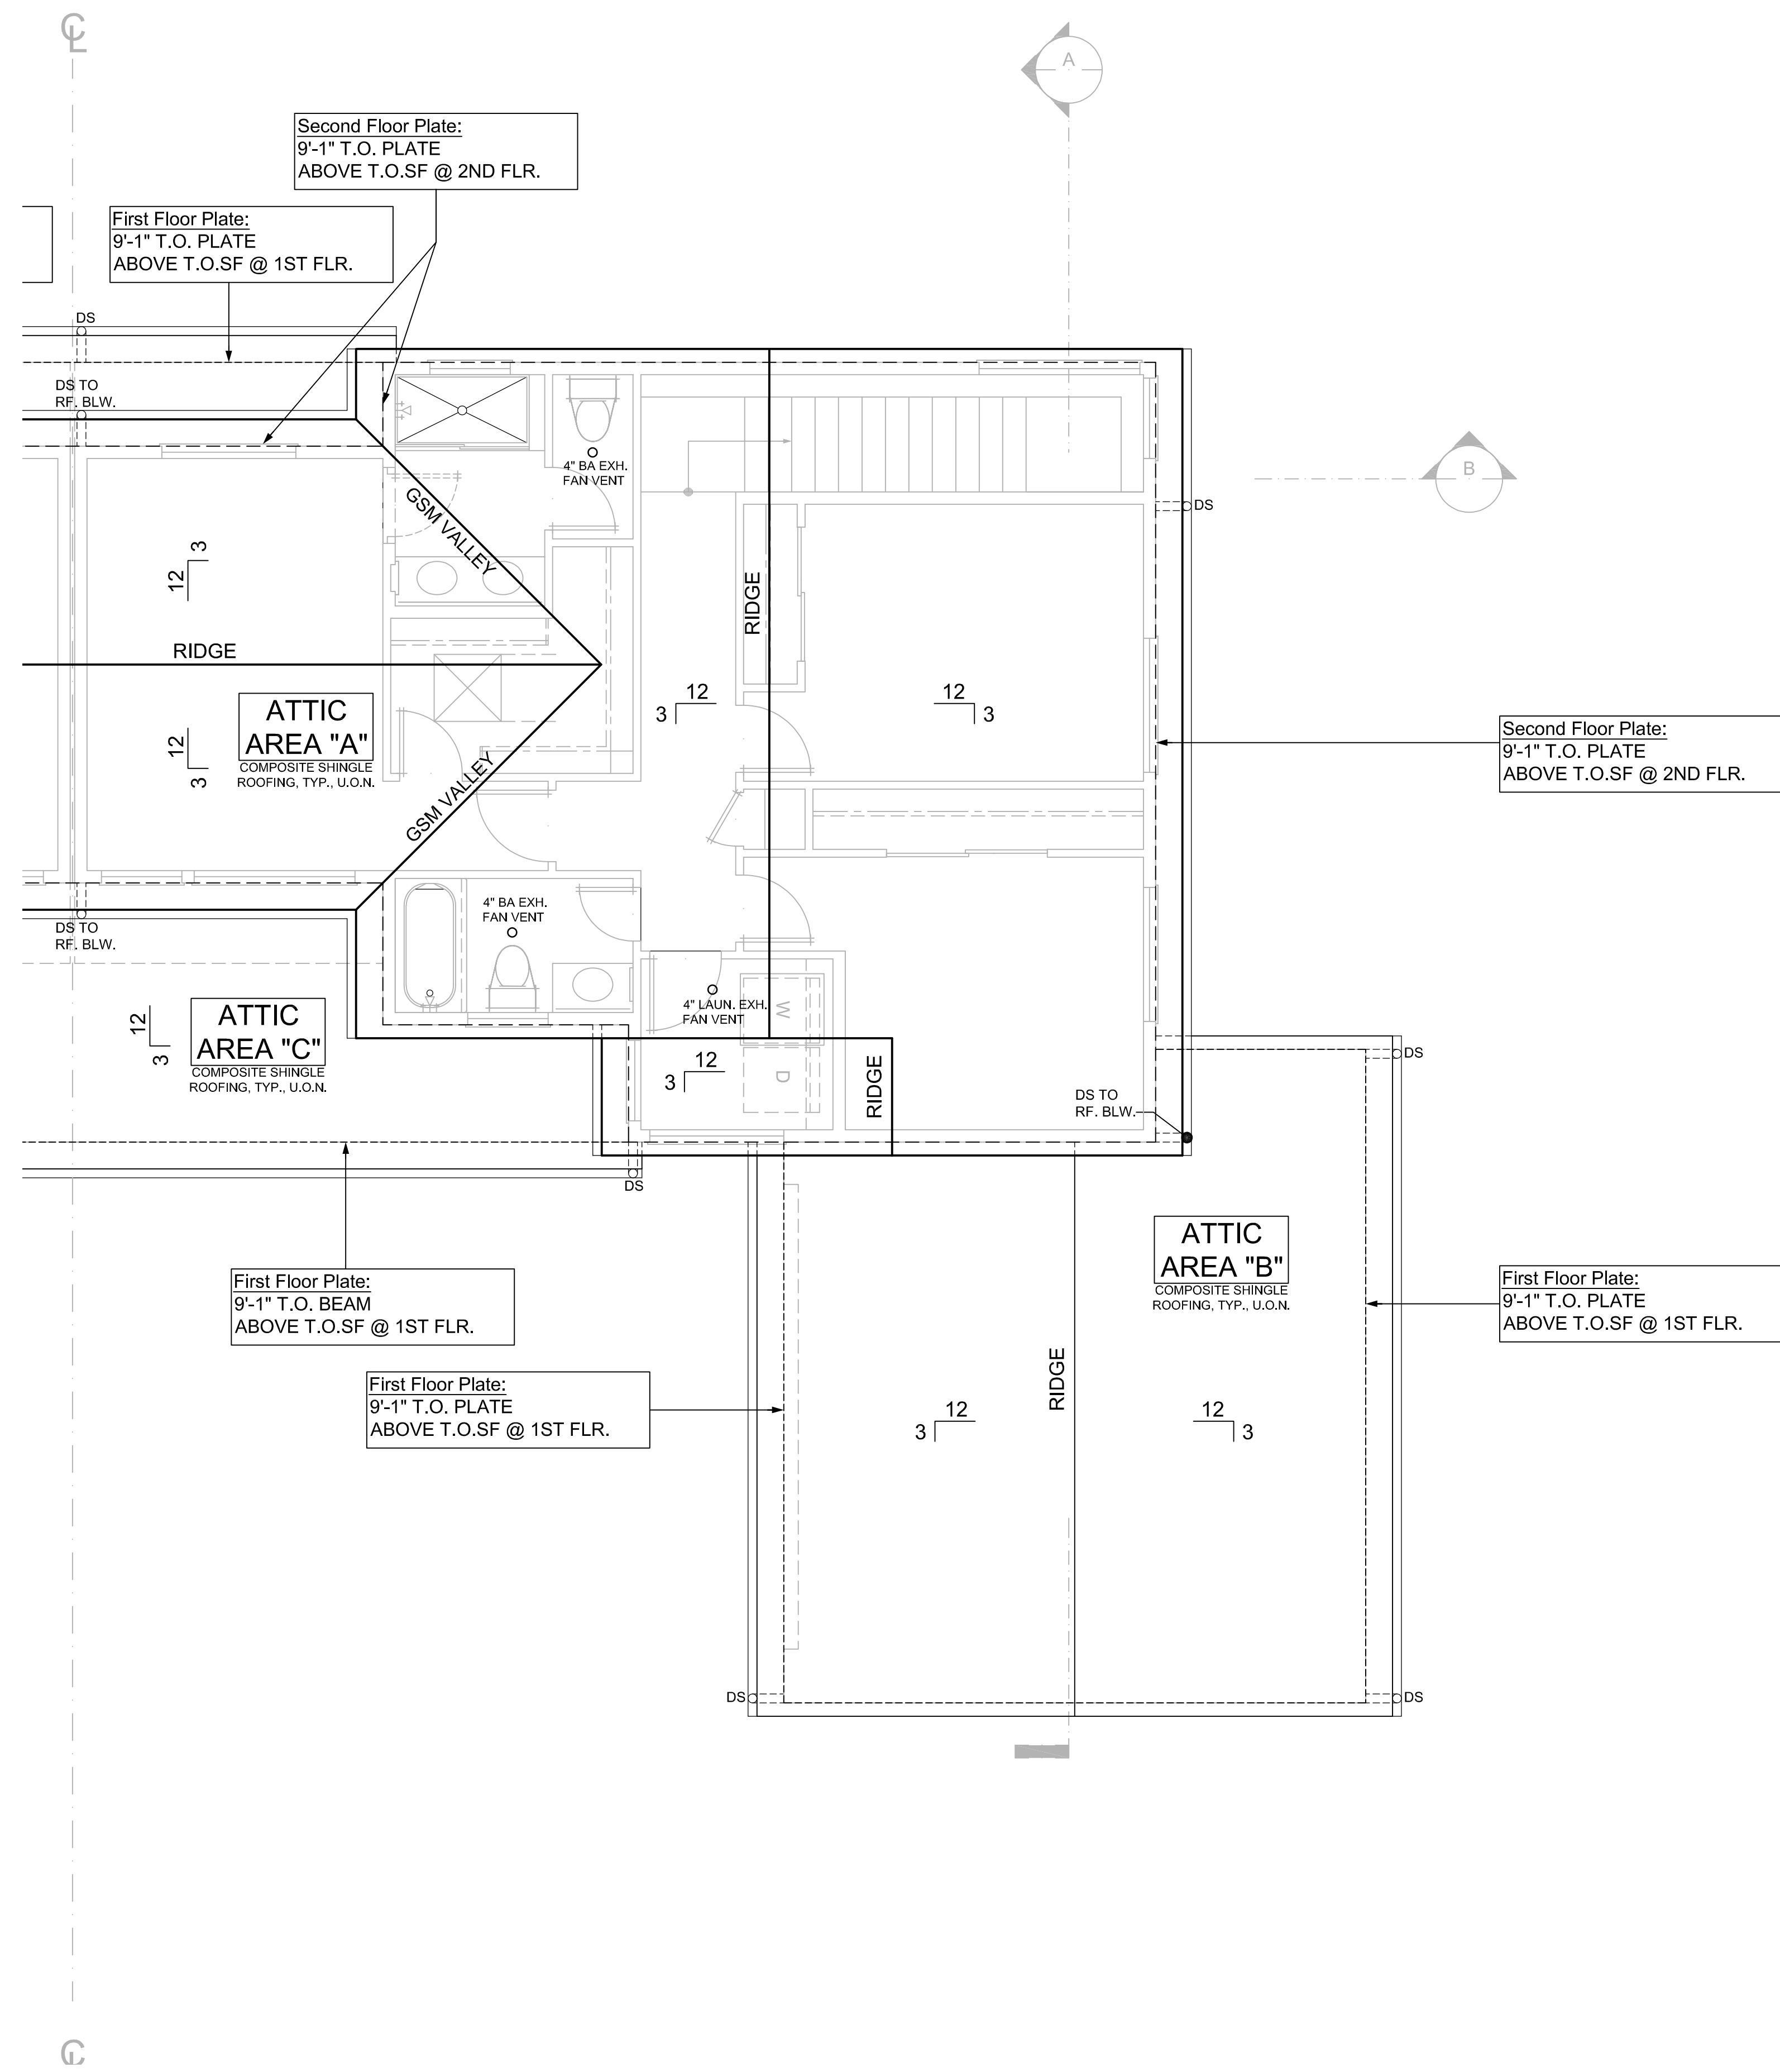 ℄
A
Second Floor Plate:
9'-1" T.O. PLATE
ABOVE T.O.SF @ 2ND FLR.
First Floor Plate:
9'-1" T.O. PLATE
ABOVE T.O.SF @ 1ST FLR.
DS
DS TO
RF. BLW.
4" BA EXH.
FAN VENT
B
GSM VALLEY
DS
3
12
RIDGE
RIDGE
12
3
12
3
12
3
ATTIC
AREA "A"
COMPOSITE SHINGLE
ROOFING, TYP., U.O.N.
GSM VALLEY
Second Floor Plate:
9'-1" T.O. PLATE
ABOVE T.O.SF @ 2ND FLR.
4" BA EXH.
FAN VENT
DS TO
RF. BLW.
12
3
ATTIC
AREA "C"
COMPOSITE SHINGLE
ROOFING, TYP., U.O.N.
4" LAUN. EXH.
FAN VENT
W
D
12
3
RIDGE
DS
DS TO
RF. BLW.
DS
ATTIC
AREA "B"
COMPOSITE SHINGLE
ROOFING, TYP., U.O.N.
First Floor Plate:
9'-1" T.O. BEAM
ABOVE T.O.SF @ 1ST FLR.
First Floor Plate:
9'-1" T.O. PLATE
ABOVE T.O.SF @ 1ST FLR.
First Floor Plate:
9'-1" T.O. PLATE
ABOVE T.O.SF @ 1ST FLR.
RIDGE
12
3
12
3
DS
DS
℄